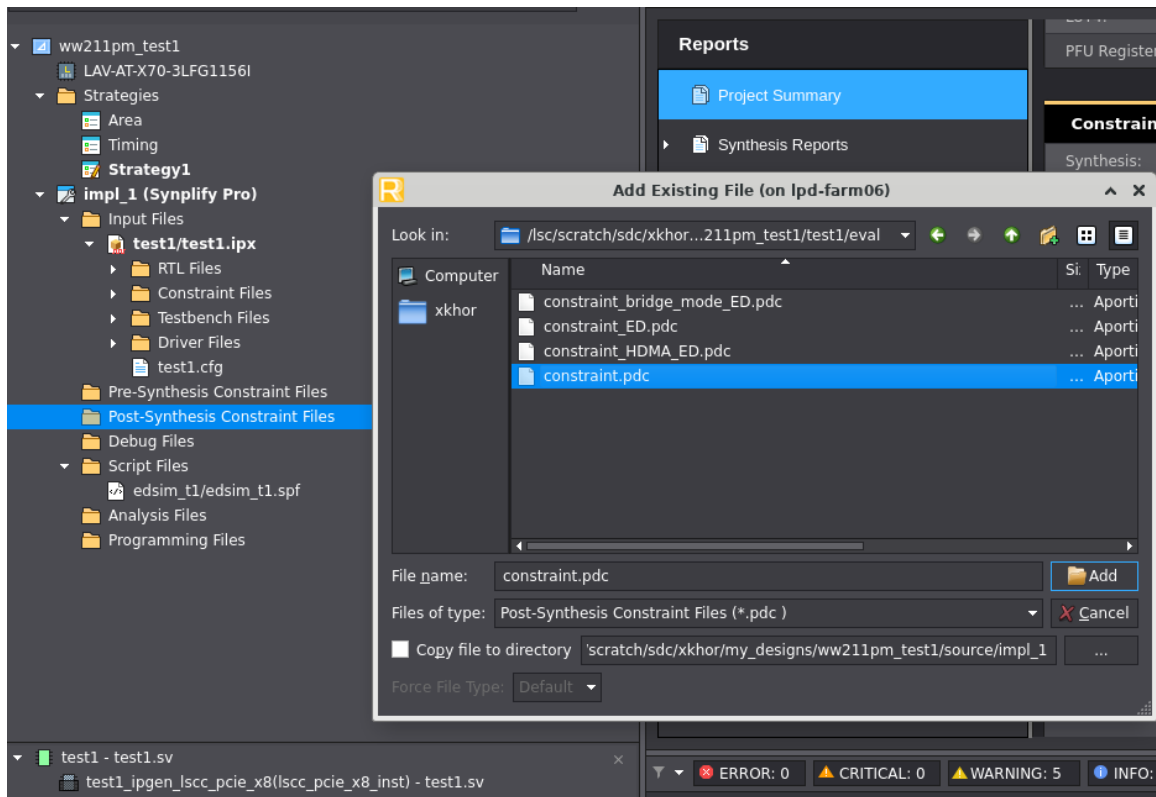 ww211pm_test1
LAV-AT-X70-3LFG1156I
Strategies
Area
Timing
Strategy1
impl_1 (Synplify Pro)
Input Files
test1/test1.ipx
RTL Files
Constraint Files
Testbench Files
Driver Files
test1.cfg
Pre-Synthesis Constraint Files
Post-Synthesis Constraint Files
Debug Files
Script Files
edsim_t1/edsim_t1.spf
Analysis Files
Programming Files
test1 - test1.sv
test1_ipgen_lscc_pcie_x8(lscc_pcie_x8_inst) - test1.sv
Reports
Project Summary
Synthesis Reports
PFU Registe
Constrain
Synthesis:
Add Existing File (on lpd-farm06)
Look in: /lsc/scratch/sdc/xkhor...211pm_test1/test1/eval
Computer
xkhor
Name Si: Type
constraint_bridge_mode_ED.pdc ... Aporti
constraint_ED.pdc ... Aporti
constraint_HDMA_ED.pdc ... Aporti
constraint.pdc ... Aporti
File name: constraint.pdc Add
Files of type: Post-Synthesis Constraint Files (*.pdc ) Cancel
Copy file to directory 'scratch/sdc/xkhor/my_designs/ww211pm_test1/source/impl_1 ...
Force File Type: Default
ERROR: 0 CRITICAL: 0 WARNING: 5 INFO: